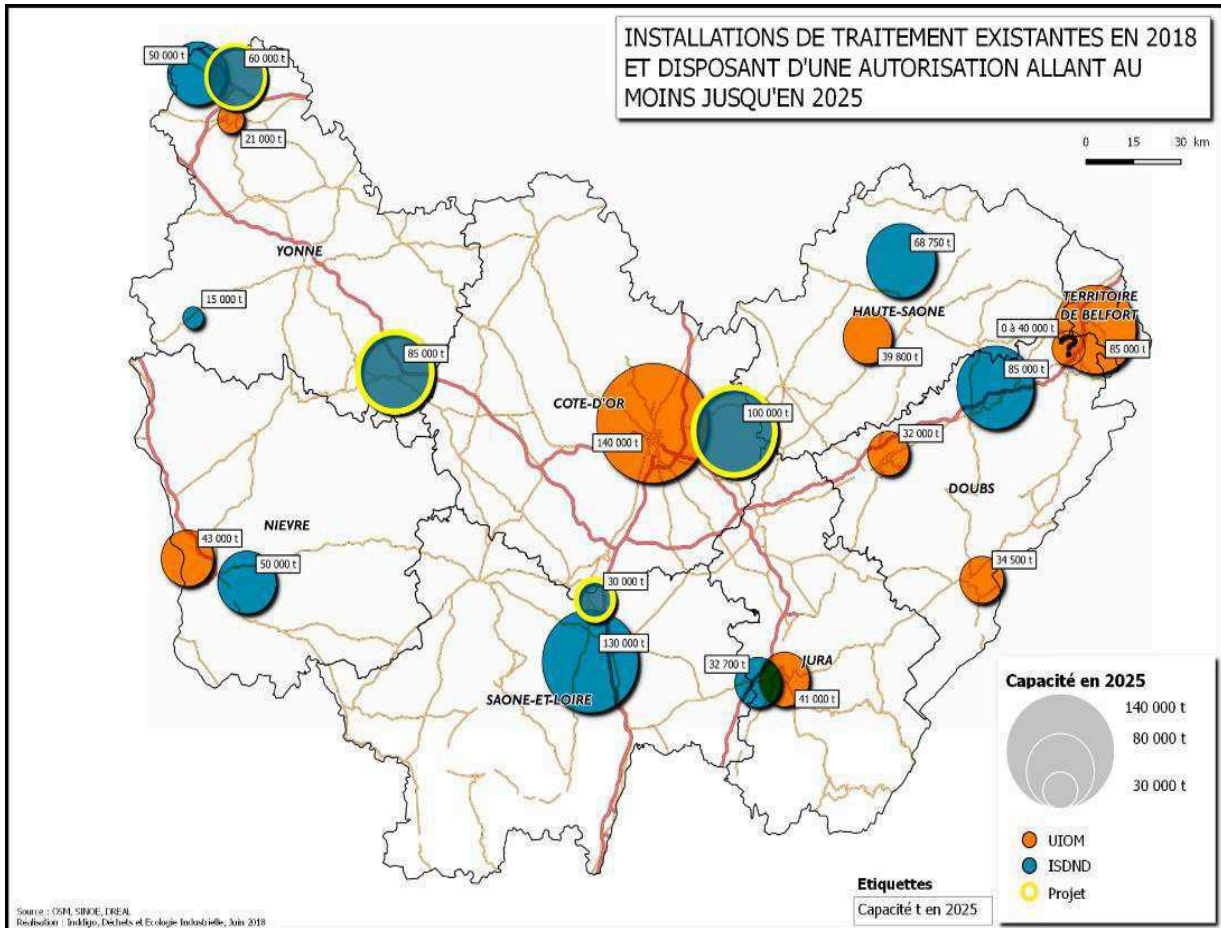 INSTALLATIONS DE TRAITEMENT EXISTANTES EN 2018
ET DISPOSANT D'UNE AUTORISATION ALLANT AU
MOINS JUSQU'EN 2025
0 15 30 km
50 000 t
60 000 t
21 000 t
YONNE
15 000 t
85 000 t
68 750 t
HAUTE-SAONE
39 800 t
TERRITOIRE
DE BELFORT
0 à 40 000 t
?
85 000 t
85 000 t
COTE-D'OR
140 000 t
100 000 t
32 000 t
DOUBS
34 500 t
NIEVRE
43 000 t
50 000 t
30 000 t
130 000 t
SAONE-ET-LOIRE
32 700 t
JURA
41 000 t
Capacité en 2025
140 000 t
80 000 t
30 000 t
UIOM
ISDND
Projet
Etiquettes
Capacité t en 2025
Source : OSM, SINOE, DREAL
Réalisation : Inddigo, Déchets et Ecologie Industrielle, Juin 2018